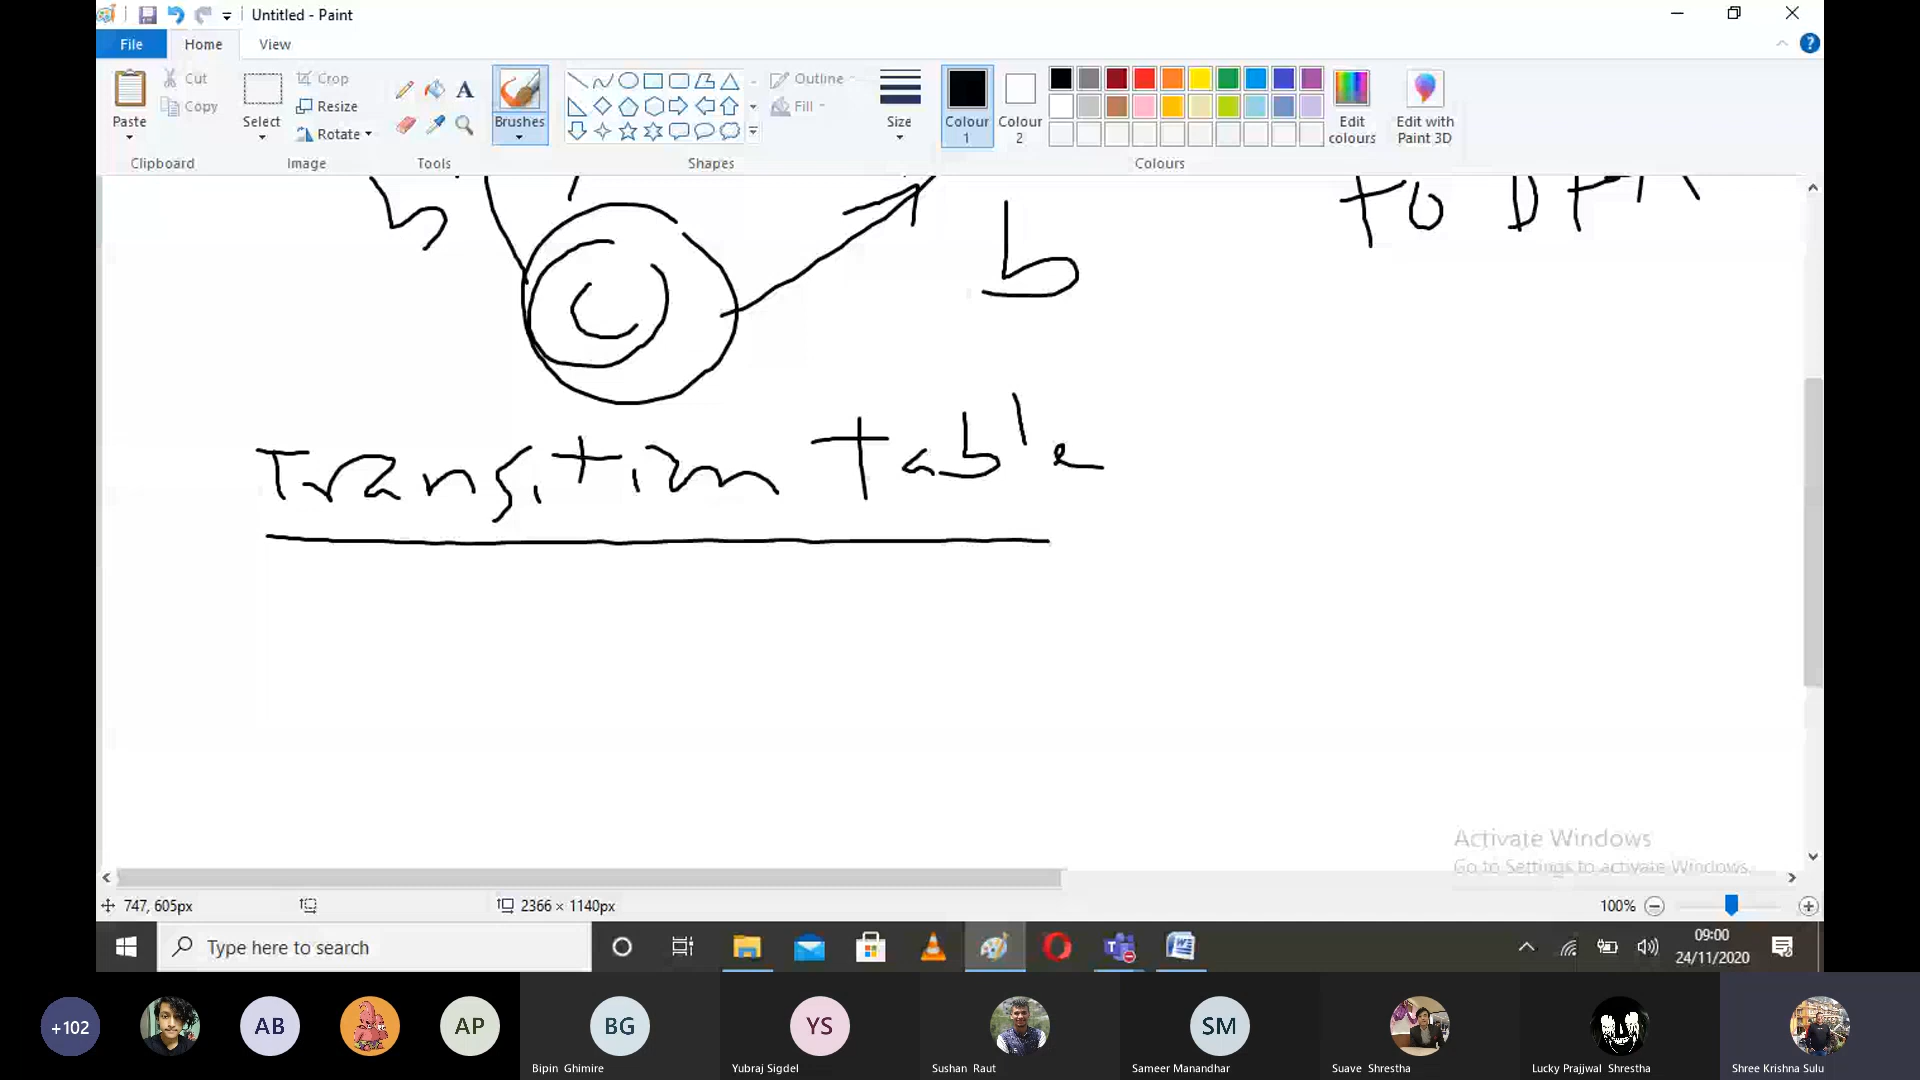 Untitled - Paint
File Home View
Paste
Cut
Copy
Clipboard
Select
Crop
Resize
Rotate
Image
A
Tools
Brushes
Shapes
Outline
Fill
Size
Colour 1
Colour 2
Edit colours
Colours
Edit with Paint 3D
to DFA
b
b
C
Transition Table
Activate Windows
Go to Settings to activate Windows.
747, 605px
2366 × 1140px
100%
Type here to search
09:00
24/11/2020
+102
AB
AP
BG
YS
SM
Bipin Ghimire
Yubraj Sigdel
Sushan Raut
Sameer Manandhar
Suave Shrestha
Lucky Prajjwal Shrestha
Shree Krishna Sulu